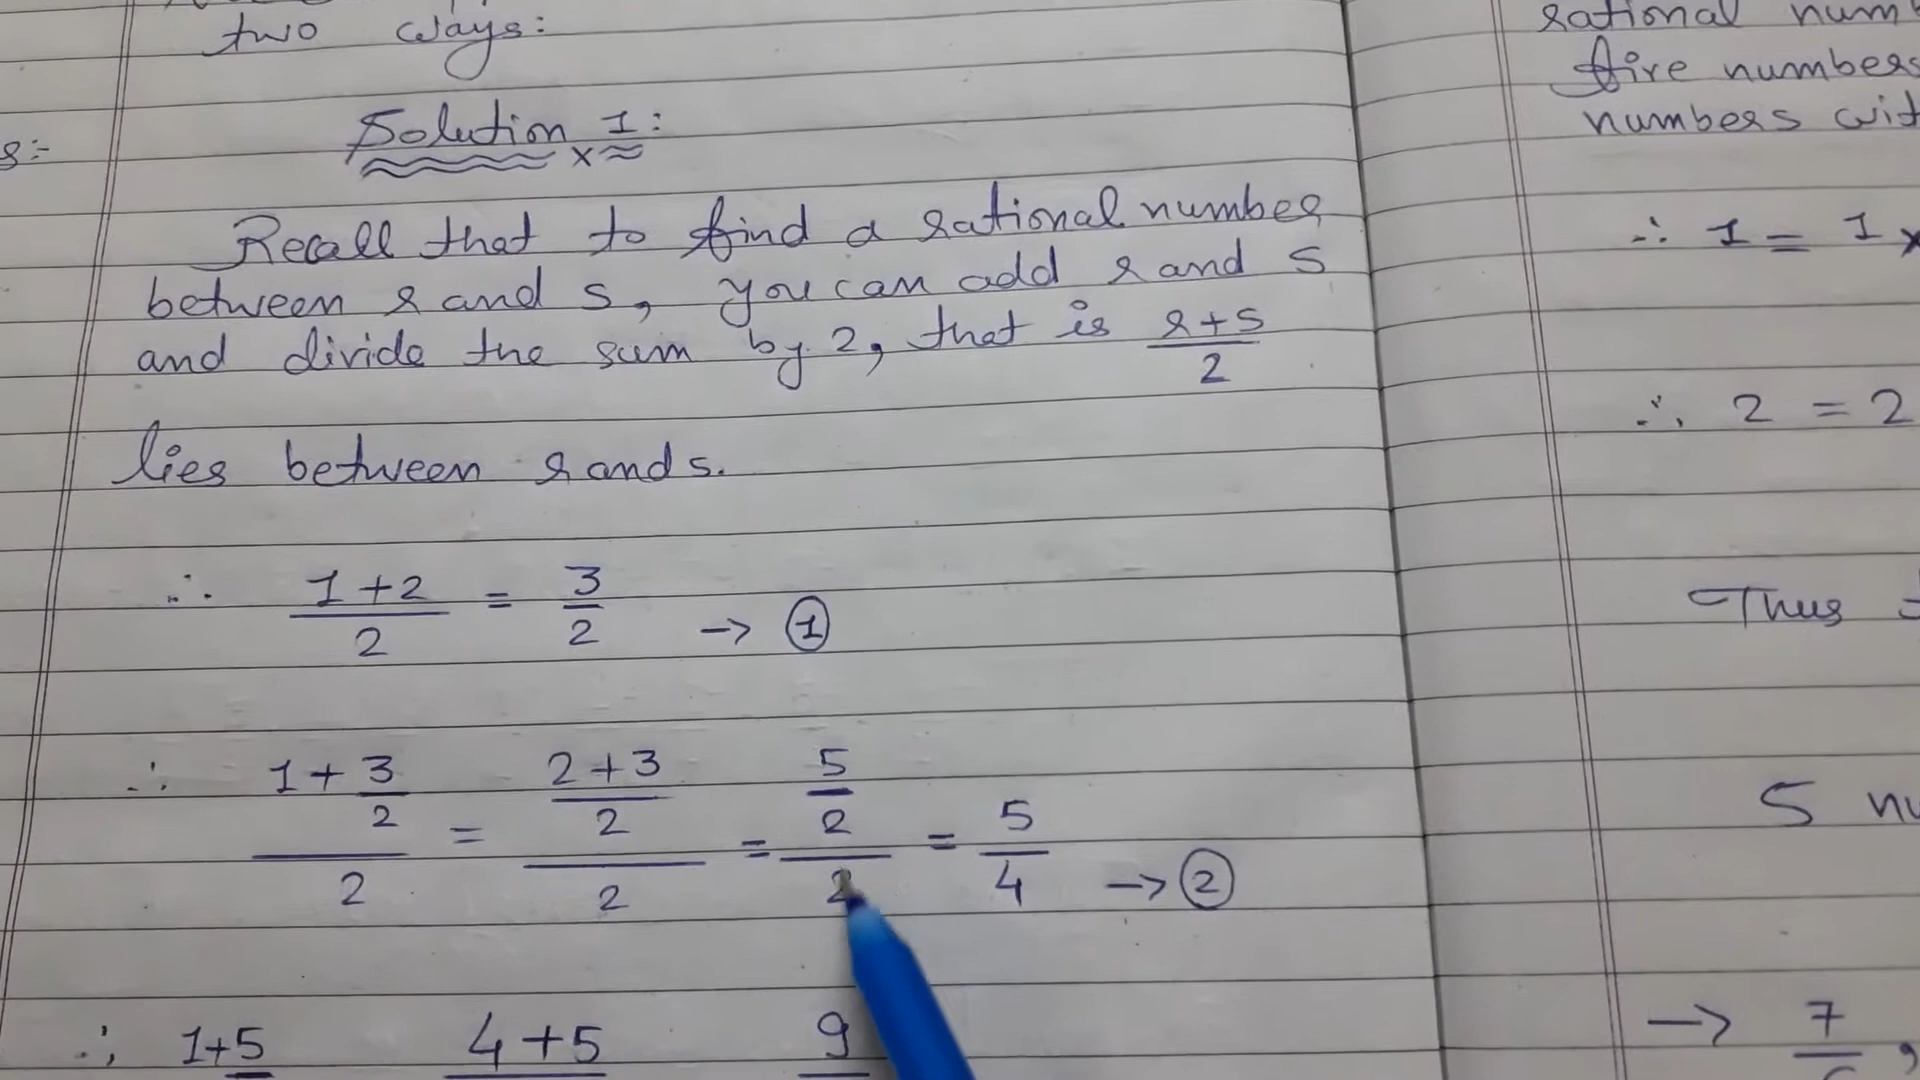 two ways:
Solution 1:
Recall that to find a rational number
between r and s, you can add r and s
and divide the sum by 2, that is r+s/2
lies between r and s.
∴ 1+2/2 = 3/2 → ①
∴ 1+3/2/2 = 2+3/2/2 = 5/2/2 = 5/4 → ②
∴ 1+5 4+5 9
rational num
five numbers
numbers wit
∴ 1 = 1 ×
∴ 2 = 2
Thus
5 nu
→ 7